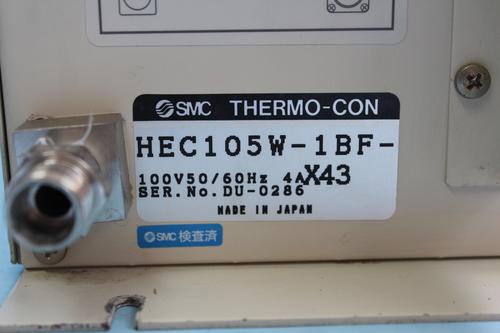 SMC THERMO-CON
HEC105W-1BF-
X43
100V50/60Hz 4A
SER.No.DU-0286
MADE IN JAPAN
SMC 検査済